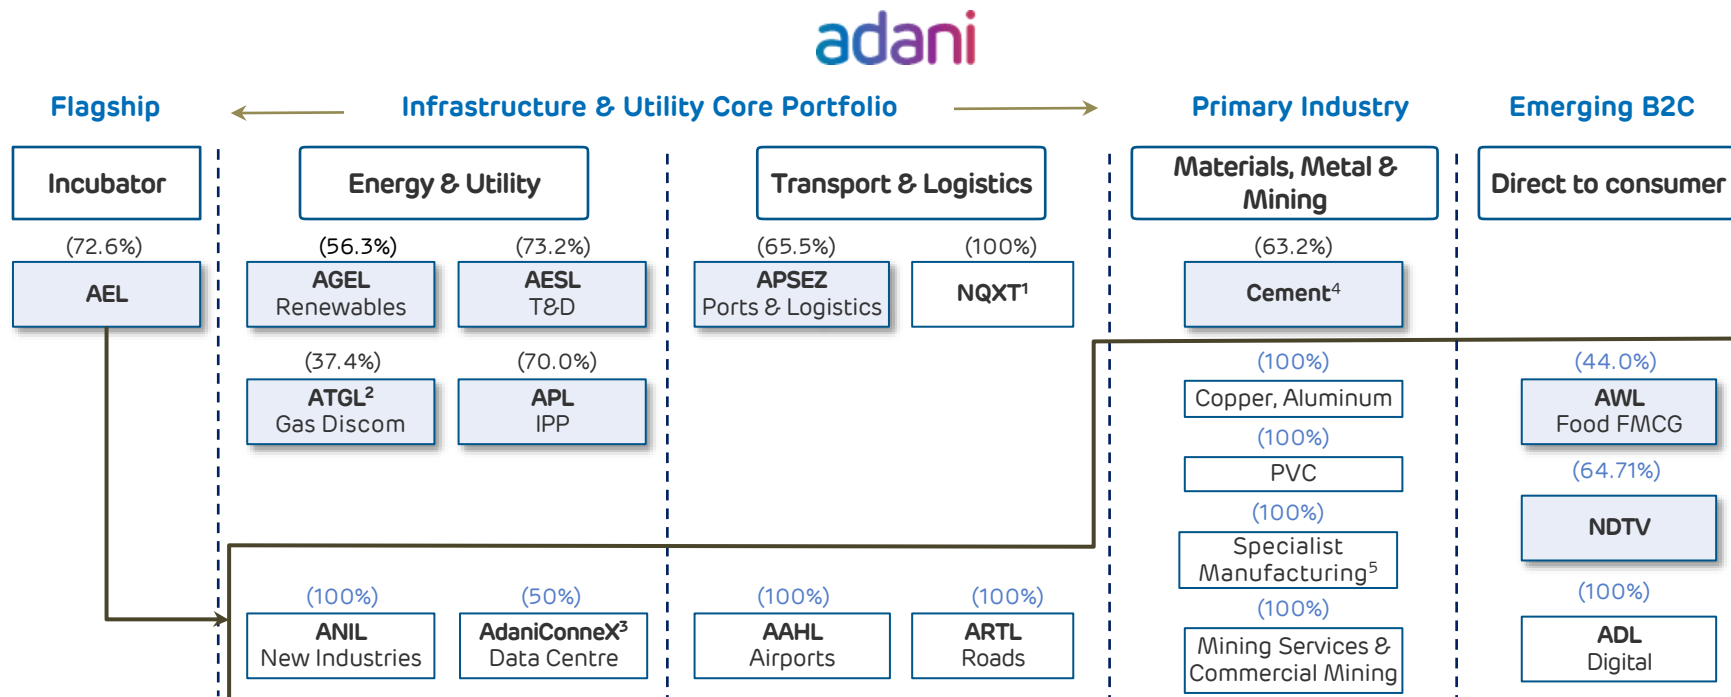 adani
Flagship
Infrastructure & Utility Core Portfolio
Primary Industry
Emerging B2C
Incubator
Energy & Utility
Transport & Logistics
Materials, Metal &
Mining
Direct to consumer
(72.6%)
(56.3%)
(73.2%)
(65.5%)
(100%)
(63.2%)
AEL
AGEL
Renewables
AESL
T&D
APSEZ
Ports & Logistics
NQXT¹
Cement⁴
(37.4%)
(70.0%)
(100%)
(44.0%)
ATGL²
Gas Discom
APL
IPP
Copper, Aluminum
AWL
Food FMCG
(100%)
PVC
(64.71%)
NDTV
(100%)
Specialist
Manufacturing⁵
(100%)
(50%)
(100%)
(100%)
(100%)
(100%)
ANIL
New Industries
AdaniConneX³
Data Centre
AAHL
Airports
ARTL
Roads
Mining Services &
Commercial Mining
ADL
Digital